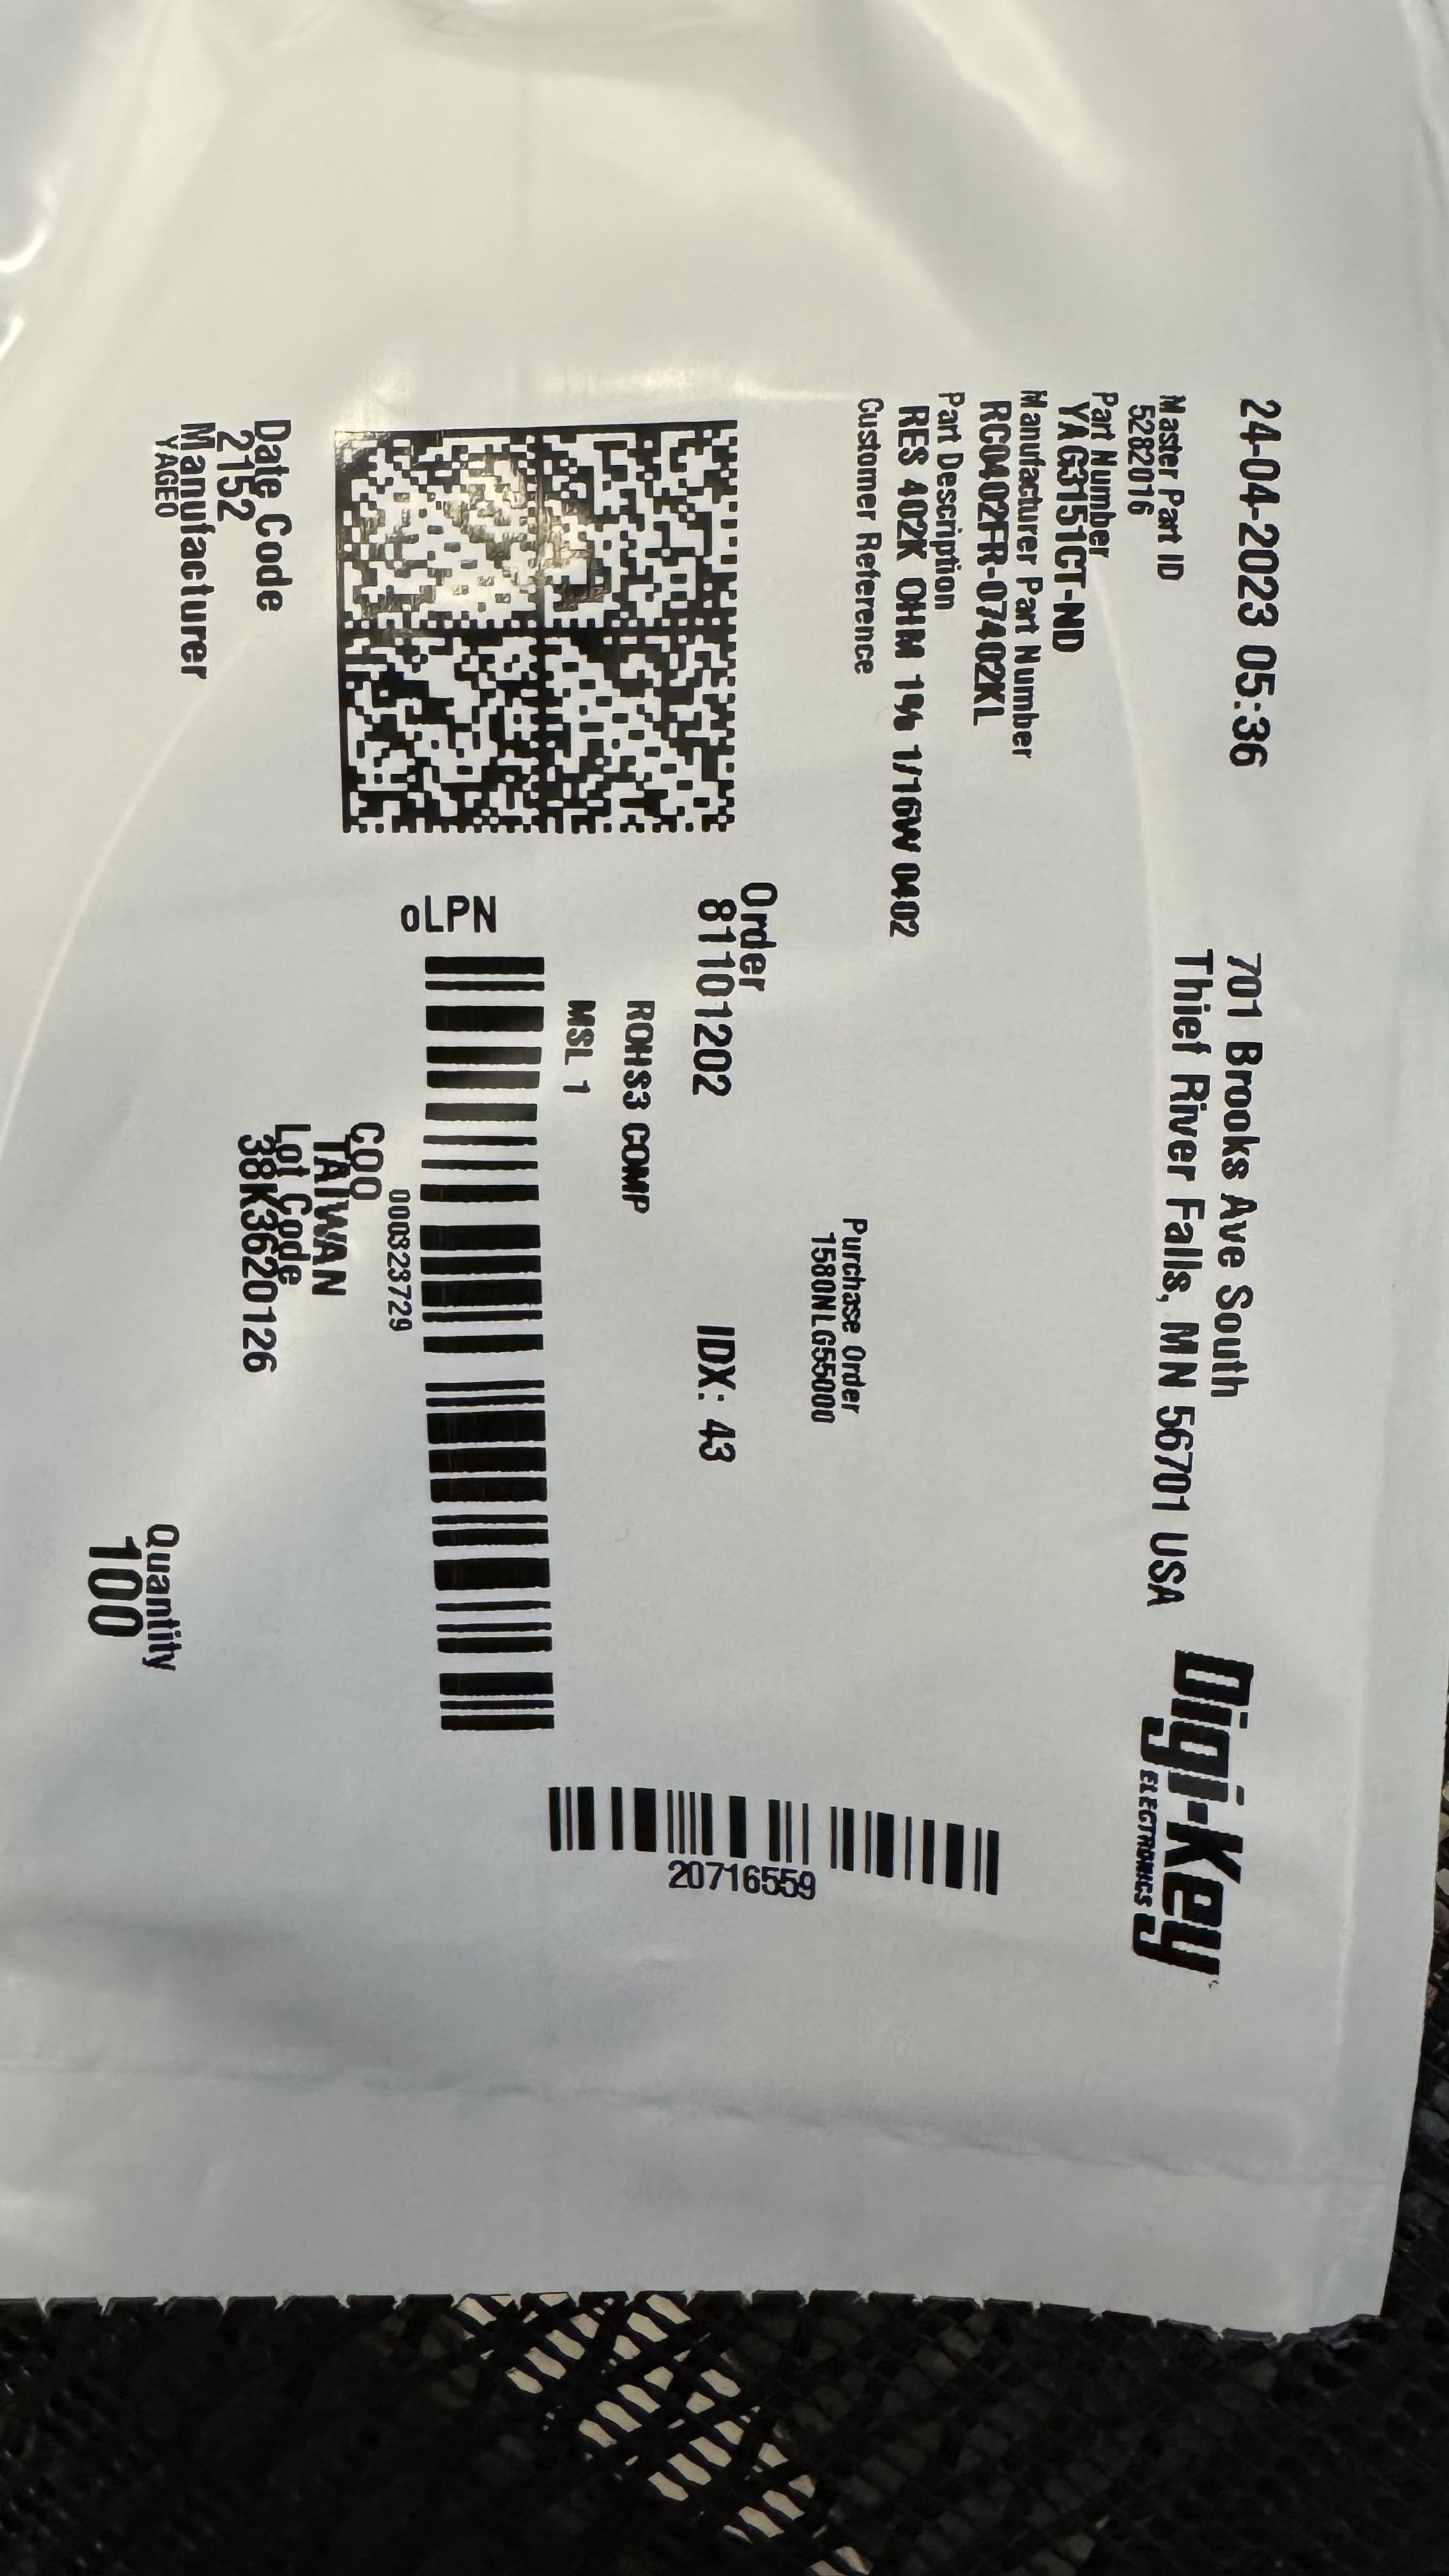 24-04-2023 05:36
701 Brooks Ave South
Thief River Falls, MN 56701 USA
Digi-Key
ELECTRONICS
Master Part ID
5282016
Part Number
YAG3151CT-ND
Manufacturer Part Number
RC0402FR-07402KL
Part Description
RES 402K OHM 1% 1/16W 0402
Customer Reference
Purchase Order
1580NLG55000
Order
81101202
IDX: 43
ROHS3 COMP
MSL 1
oLPN
000323729
20716559
COO
TAIWAN
Lot Code
38K3620126
Date Code
2152
Manufacturer
YAGEO
Quantity
100